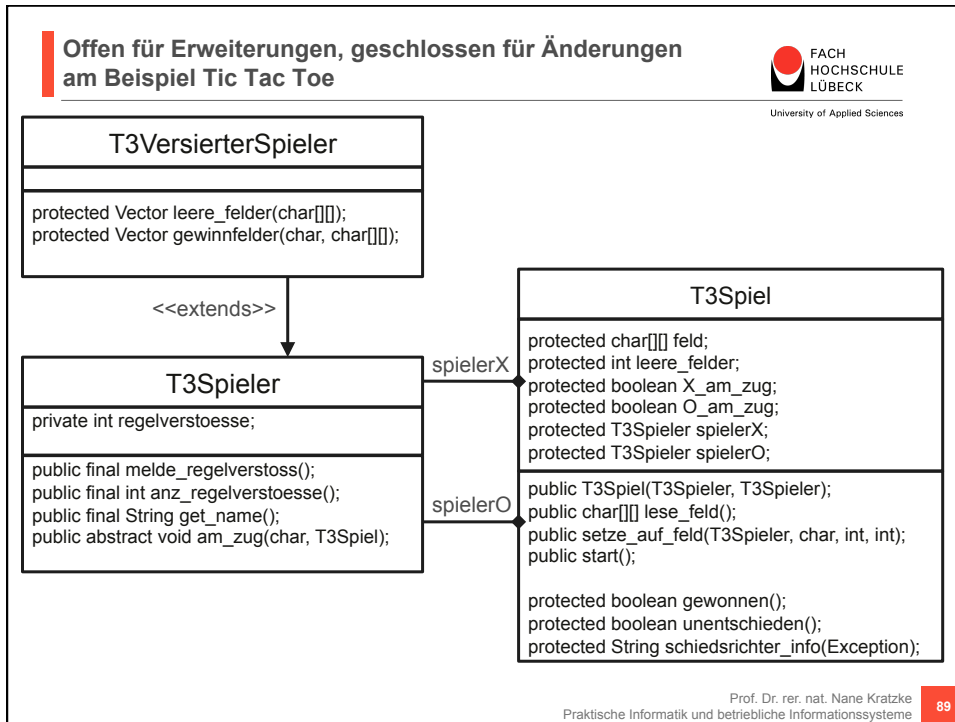 Offen für Erweiterungen, geschlossen für Änderungen
am Beispiel Tic Tac Toe
FACH
HOCHSCHULE
LÜBECK
University of Applied Sciences
T3VersierterSpieler
protected Vector leere_felder(char[][]);
protected Vector gewinnfelder(char, char[][]);
<<extends>>
T3Spieler
private int regelverstoesse;
public final melde_regelverstoss();
public final int anz_regelverstoesse();
public final String get_name();
public abstract void am_zug(char, T3Spiel);
spielerX
spielerO
T3Spiel
protected char[][] feld;
protected int leere_felder;
protected boolean X_am_zug;
protected boolean O_am_zug;
protected T3Spieler spielerX;
protected T3Spieler spielerO;
public T3Spiel(T3Spieler, T3Spieler);
public char[][] lese_feld();
public setze_auf_feld(T3Spieler, char, int, int);
public start();
protected boolean gewonnen();
protected boolean unentschieden();
protected String schiedsrichter_info(Exception);
Prof. Dr. rer. nat. Nane Kratzke
Praktische Informatik und betriebliche Informationssysteme
89